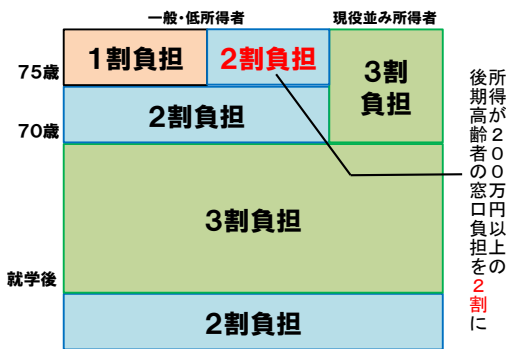 一般・低所得者
現役並み所得者
75歳
1割負担
2割負担
3割
負担
70歳
2割負担
3割負担
就学後
2割負担
所得が200万円以上の
後期高齢者の窓口負担を2割に